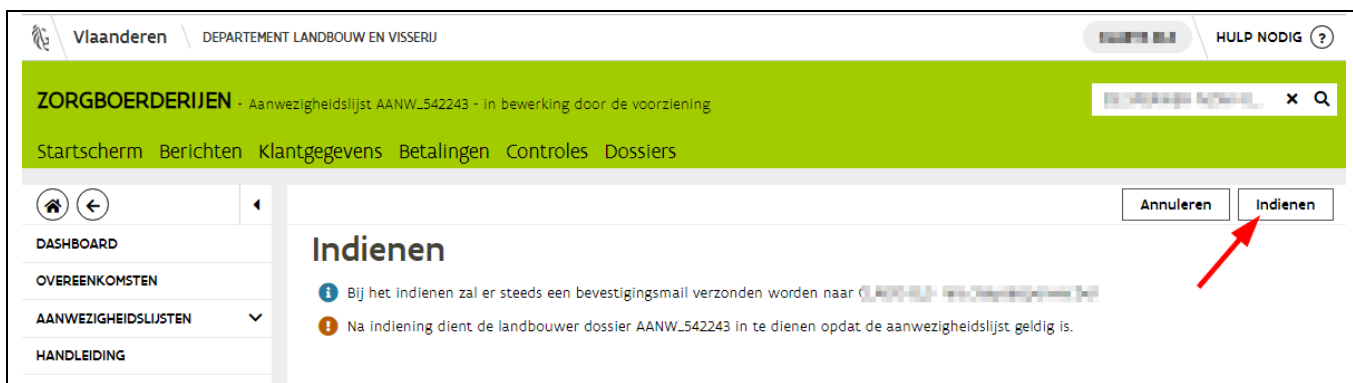 Vlaanderen DEPARTEMENT LANDBOUW EN VISSERIJ HULP NODIG ?
ZORGBOERDERIJEN - Aanwezigheidslijst AANW_542243 - in bewerking door de voorziening
Startscherm Berichten Klantgegevens Betalingen Controles Dossiers
Annuleren Indienen
DASHBOARD
OVEREENKOMSTEN
AANWEZIGHEIDSLIJSTEN
HANDLEIDING
Indienen
Bij het indienen zal er steeds een bevestigingsmail verzonden worden naar
Na indiening dient de landbouwer dossier AANW_542243 in te dienen opdat de aanwezigheidslijst geldig is.